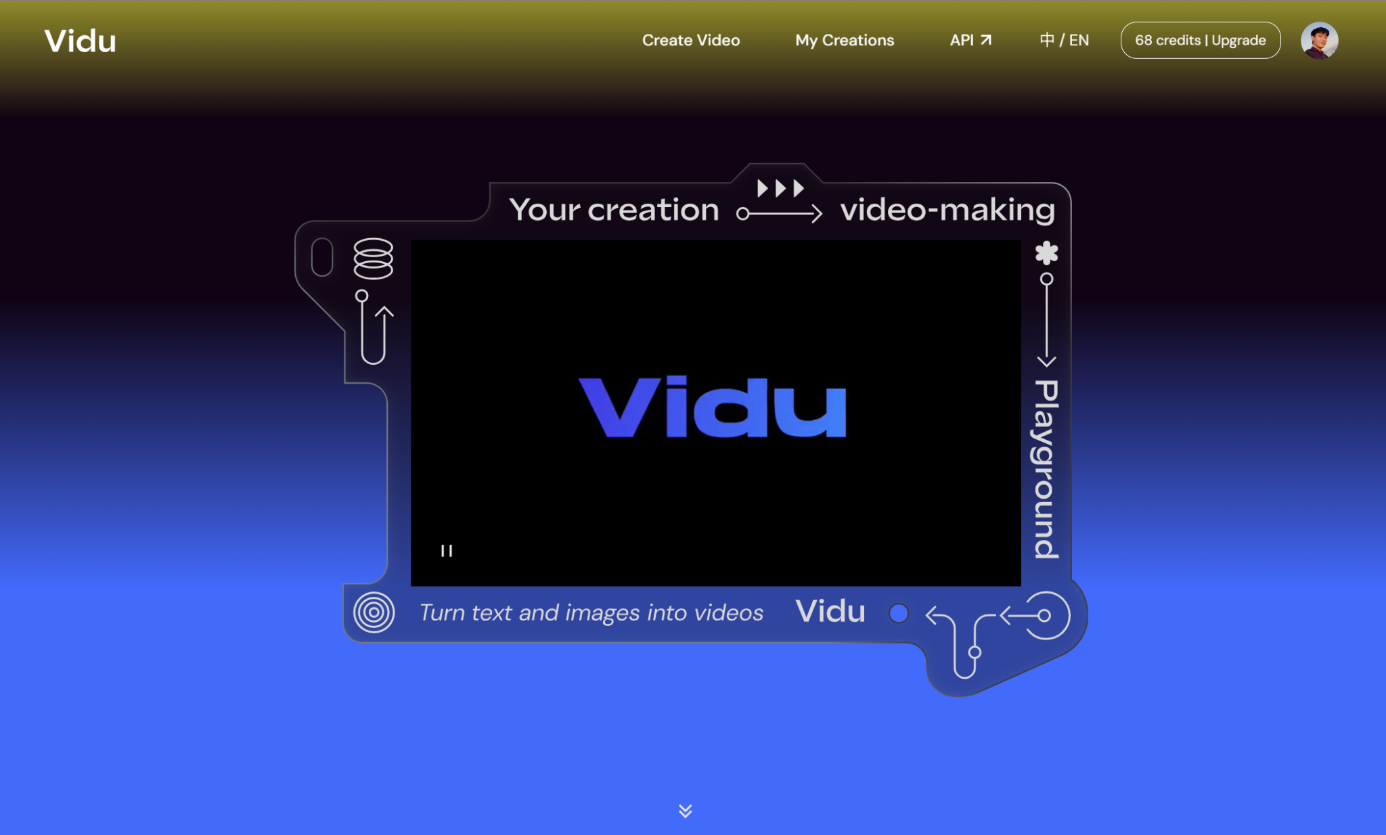 Vidu
Create Video
My Creations
API
中 / EN
68 credits | Upgrade
Your creation
video-making
Playground
Vidu
Turn text and images into videos
Vidu